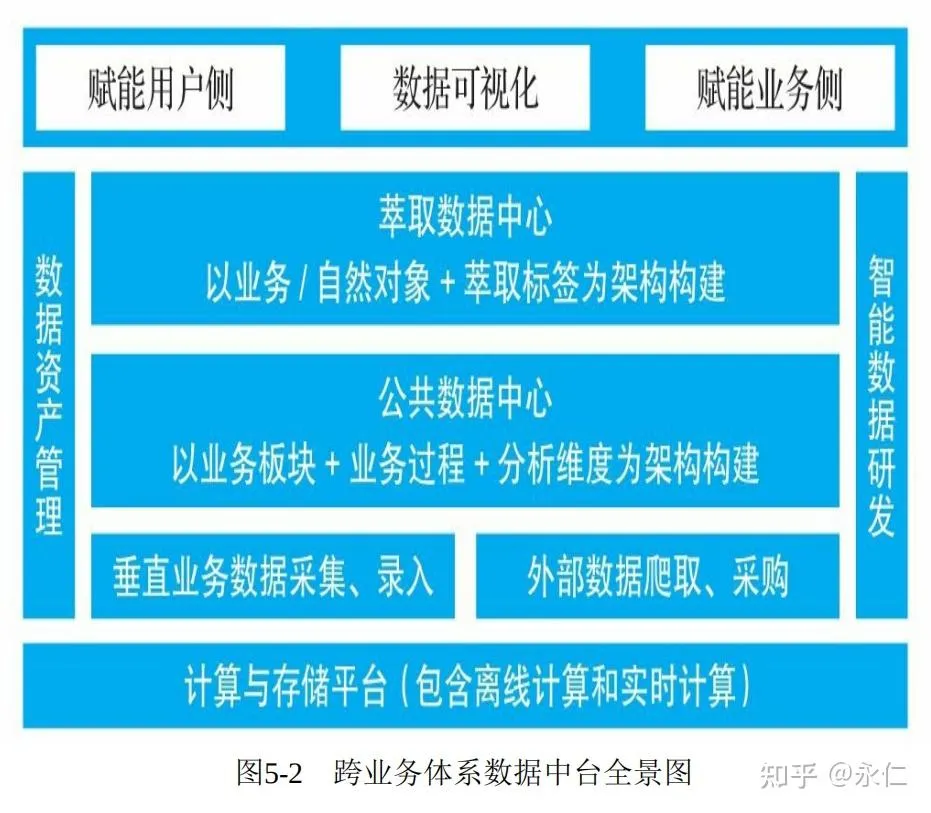 赋能用户侧
数据可视化
赋能业务侧
数据资产管理
萃取数据中心
以业务 / 自然对象 + 萃取标签为架构构建
公共数据中心
以业务板块 + 业务过程 + 分析维度为架构构建
垂直业务数据采集、录入
外部数据爬取、采购
智能数据研发
计算与存储平台（包含离线计算和实时计算）
图5-2 跨业务体系数据中台全景图
知乎 @永仁